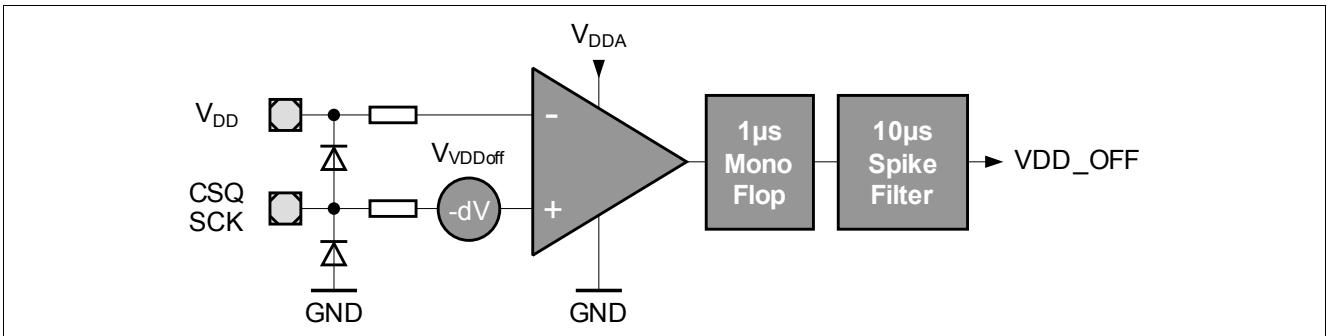 VDDA
VDD
-
1µs
Mono
Flop
10µs
Spike
Filter
VDD_OFF
VVDDoff
CSQ
SCK
-dV
+
GND
GND